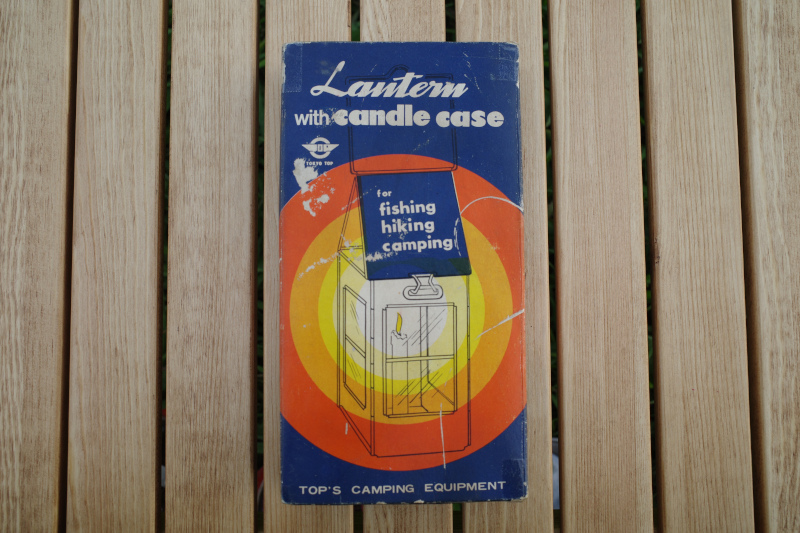 Lantern
with candle case
TOKYO TOP
for
fishing
hiking
camping
TOP'S CAMPING EQUIPMENT